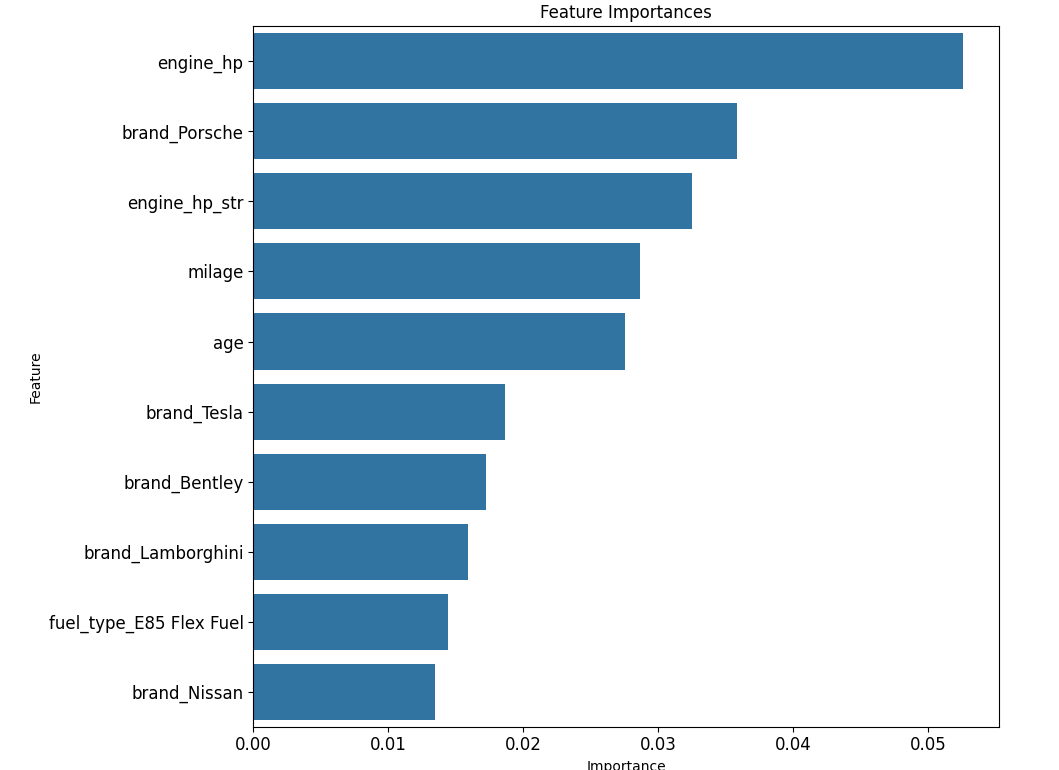 Feature Importances
engine_hp
brand_Porsche
engine_hp_str
milage
age
Feature
brand_Tesla
brand_Bentley
brand_Lamborghini
fuel_type_E85 Flex Fuel
brand_Nissan
0.00 0.01 0.02 0.03 0.04 0.05
Importance